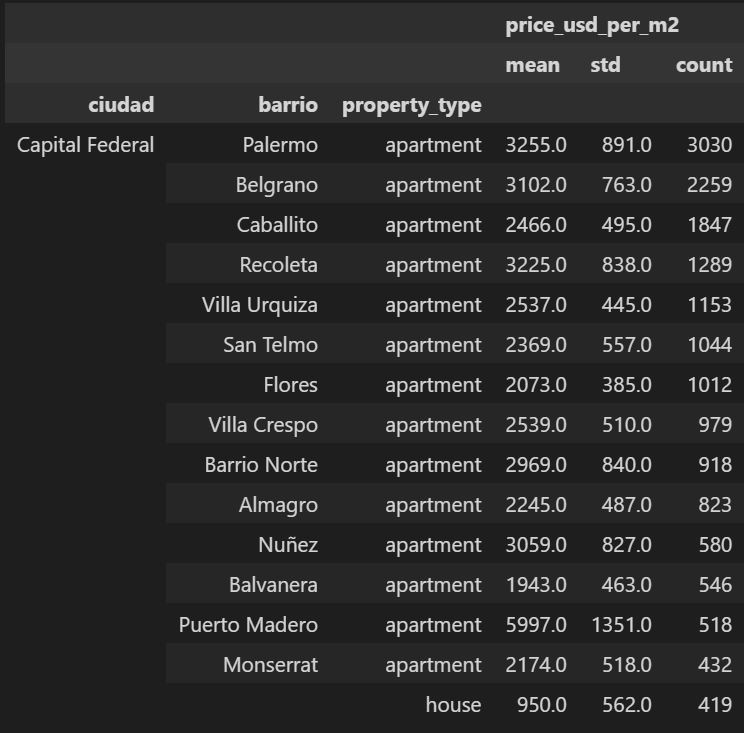 price_usd_per_m2
mean std count
ciudad barrio property_type
Capital Federal Palermo apartment 3255.0 891.0 3030
Belgrano apartment 3102.0 763.0 2259
Caballito apartment 2466.0 495.0 1847
Recoleta apartment 3225.0 838.0 1289
Villa Urquiza apartment 2537.0 445.0 1153
San Telmo apartment 2369.0 557.0 1044
Flores apartment 2073.0 385.0 1012
Villa Crespo apartment 2539.0 510.0 979
Barrio Norte apartment 2969.0 840.0 918
Almagro apartment 2245.0 487.0 823
Nuñez apartment 3059.0 827.0 580
Balvanera apartment 1943.0 463.0 546
Puerto Madero apartment 5997.0 1351.0 518
Monserrat apartment 2174.0 518.0 432
house 950.0 562.0 419